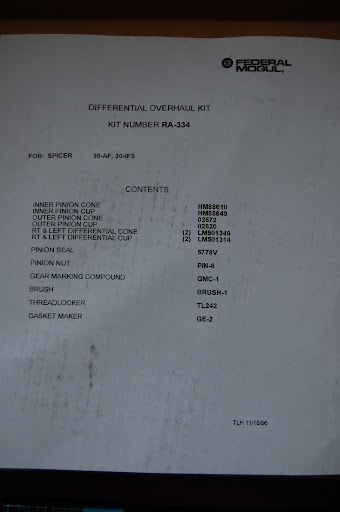 FEDERAL
MOGUL
DIFFERENTIAL OVERHAUL KIT
KIT NUMBER RA-334
FOR: SPICER 30-AF, 30-IFS
CONTENTS
INNER PINION CONE HM88610
INNER PINION CUP HM88649
OUTER PINION CONE 02872
OUTER PINION CUP 02820
RT & LEFT DIFFERENTIAL CONE (2) LM501349
RT & LEFT DIFFERENTIAL CUP (2) LM501314
PINION SEAL 5778V
PINION NUT PIN-8
GEAR MARKING COMPOUND GMC-1
BRUSH BRUSH-1
THREADLOCKER TL242
GASKET MAKER GE-2
TLH 11/15/96